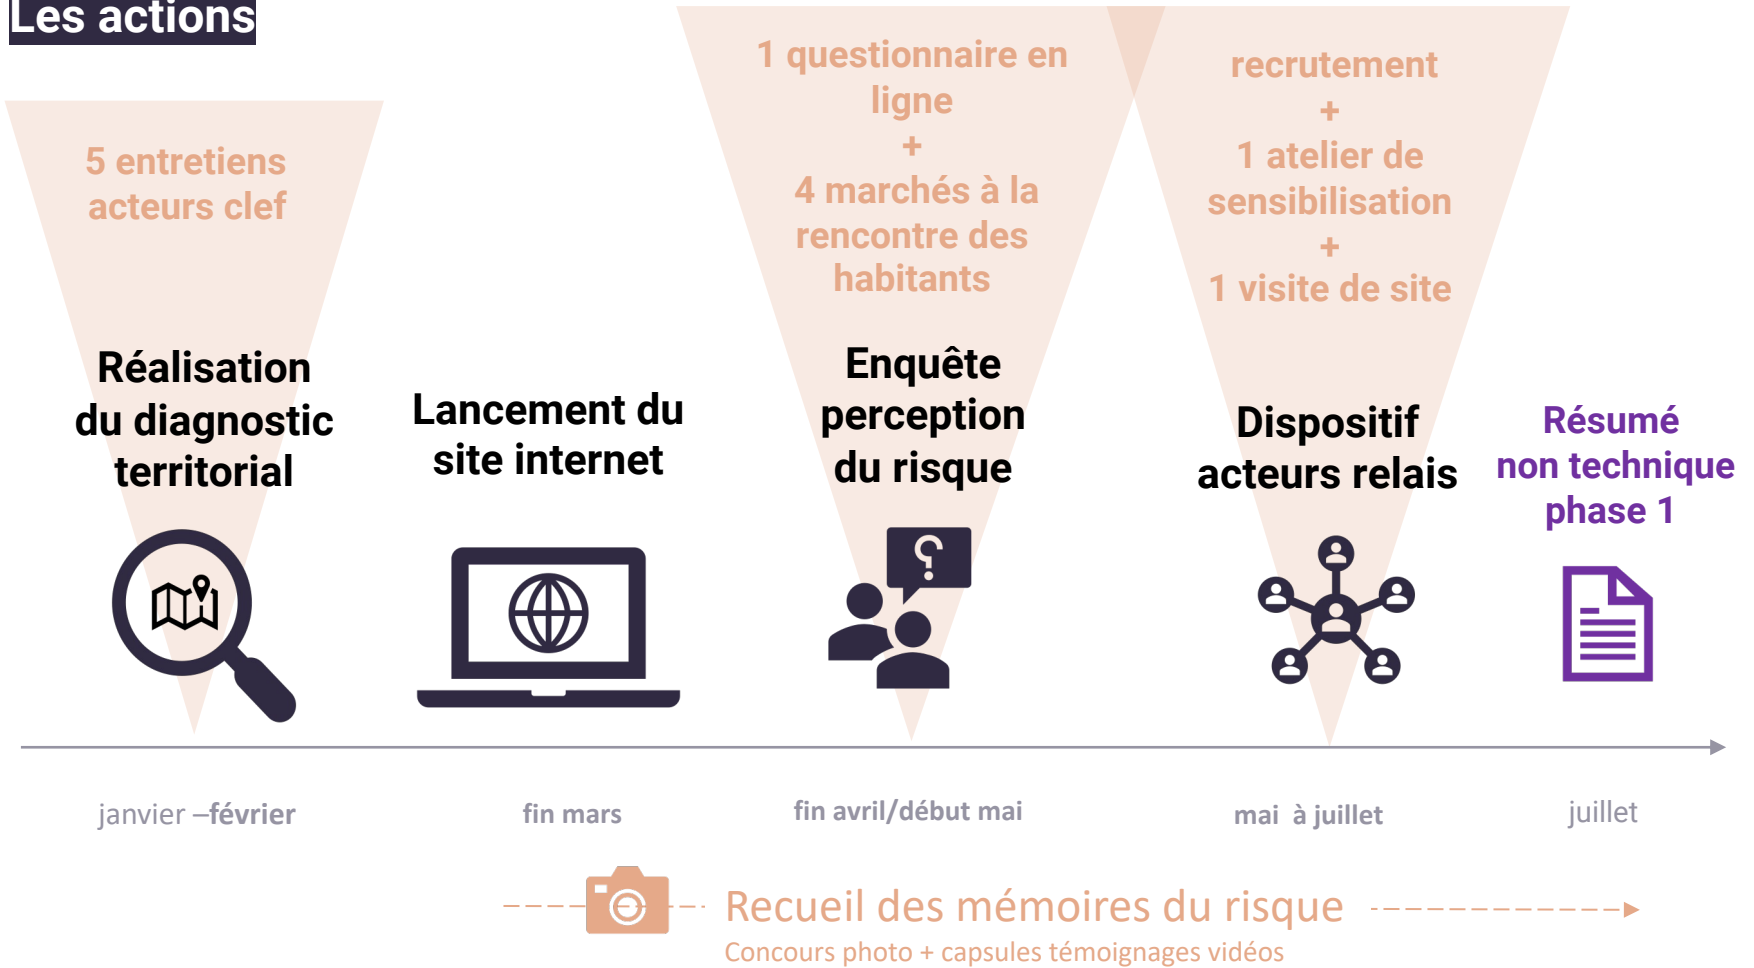 Les actions
5 entretiens
acteurs clef
1 questionnaire en
ligne
+
4 marchés à la
rencontre des
habitants
recrutement
+
1 atelier de
sensibilisation
+
1 visite de site
Réalisation
du diagnostic
territorial
Lancement du
site internet
Enquête
perception
du risque
Dispositif
acteurs relais
Résumé
non technique
phase 1
?
janvier –février
fin mars
fin avril/début mai
mai à juillet
juillet
Recueil des mémoires du risque
Concours photo + capsules témoignages vidéos